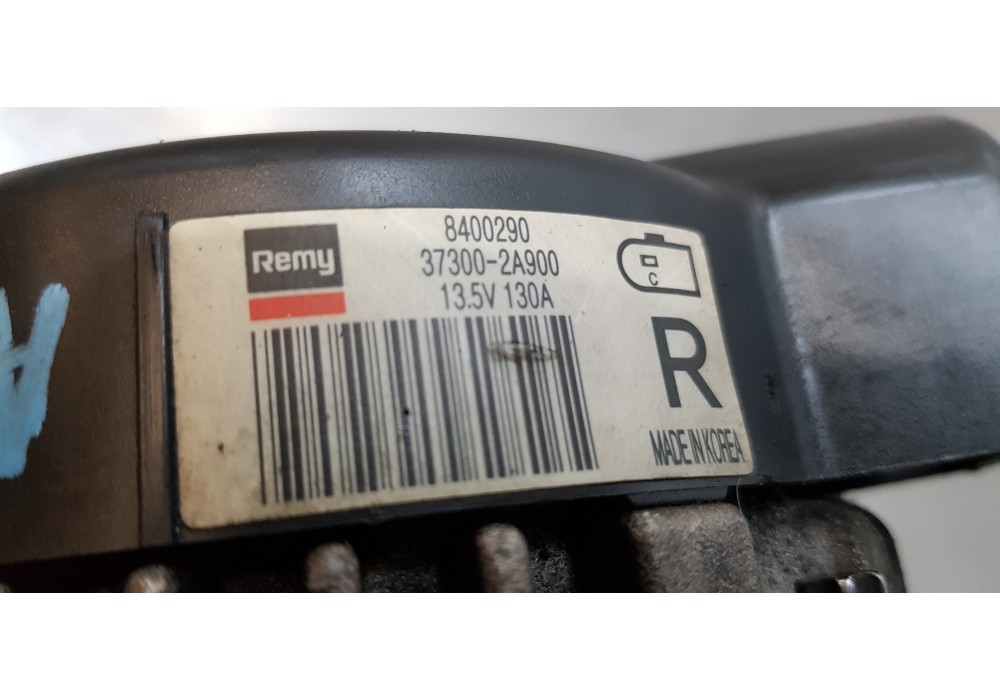 Remy
8400290
37300-2A900
13.5V 130A
C
R
MADE IN KOREA